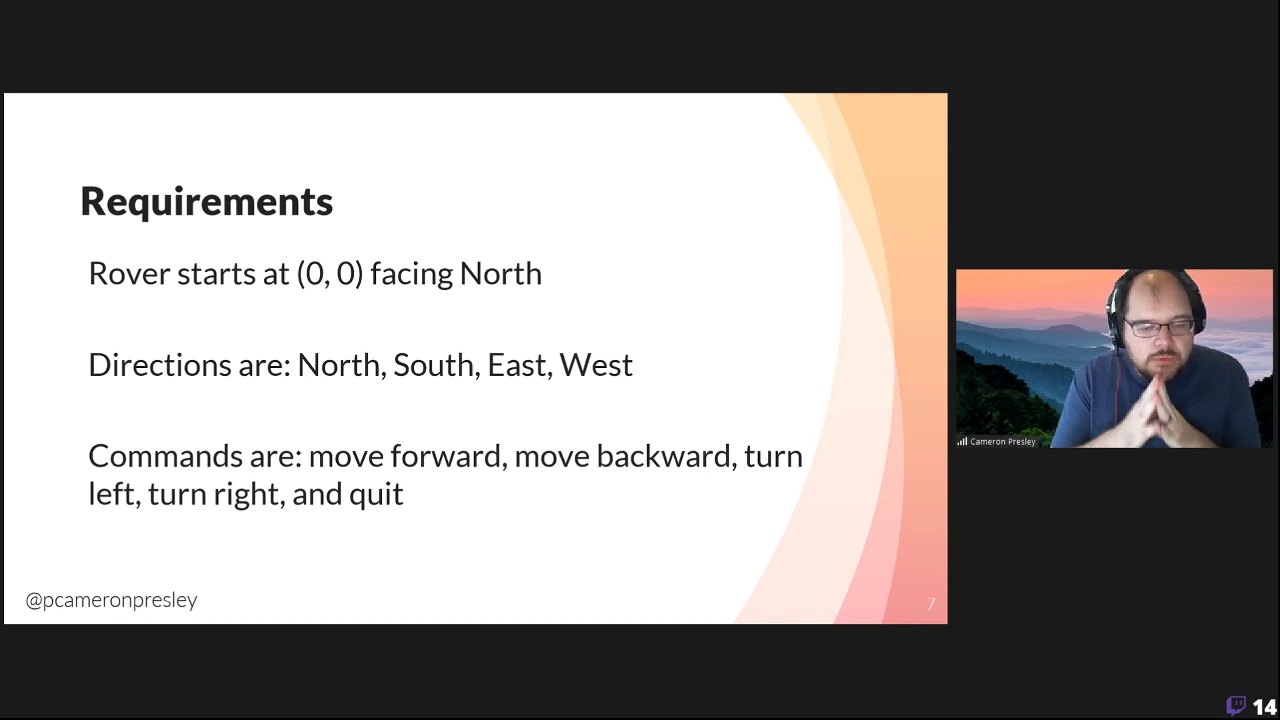 Requirements
Rover starts at (0, 0) facing North
Directions are: North, South, East, West
Commands are: move forward, move backward, turn
left, turn right, and quit
@pcameronpresley
7
Cameron Presley
14